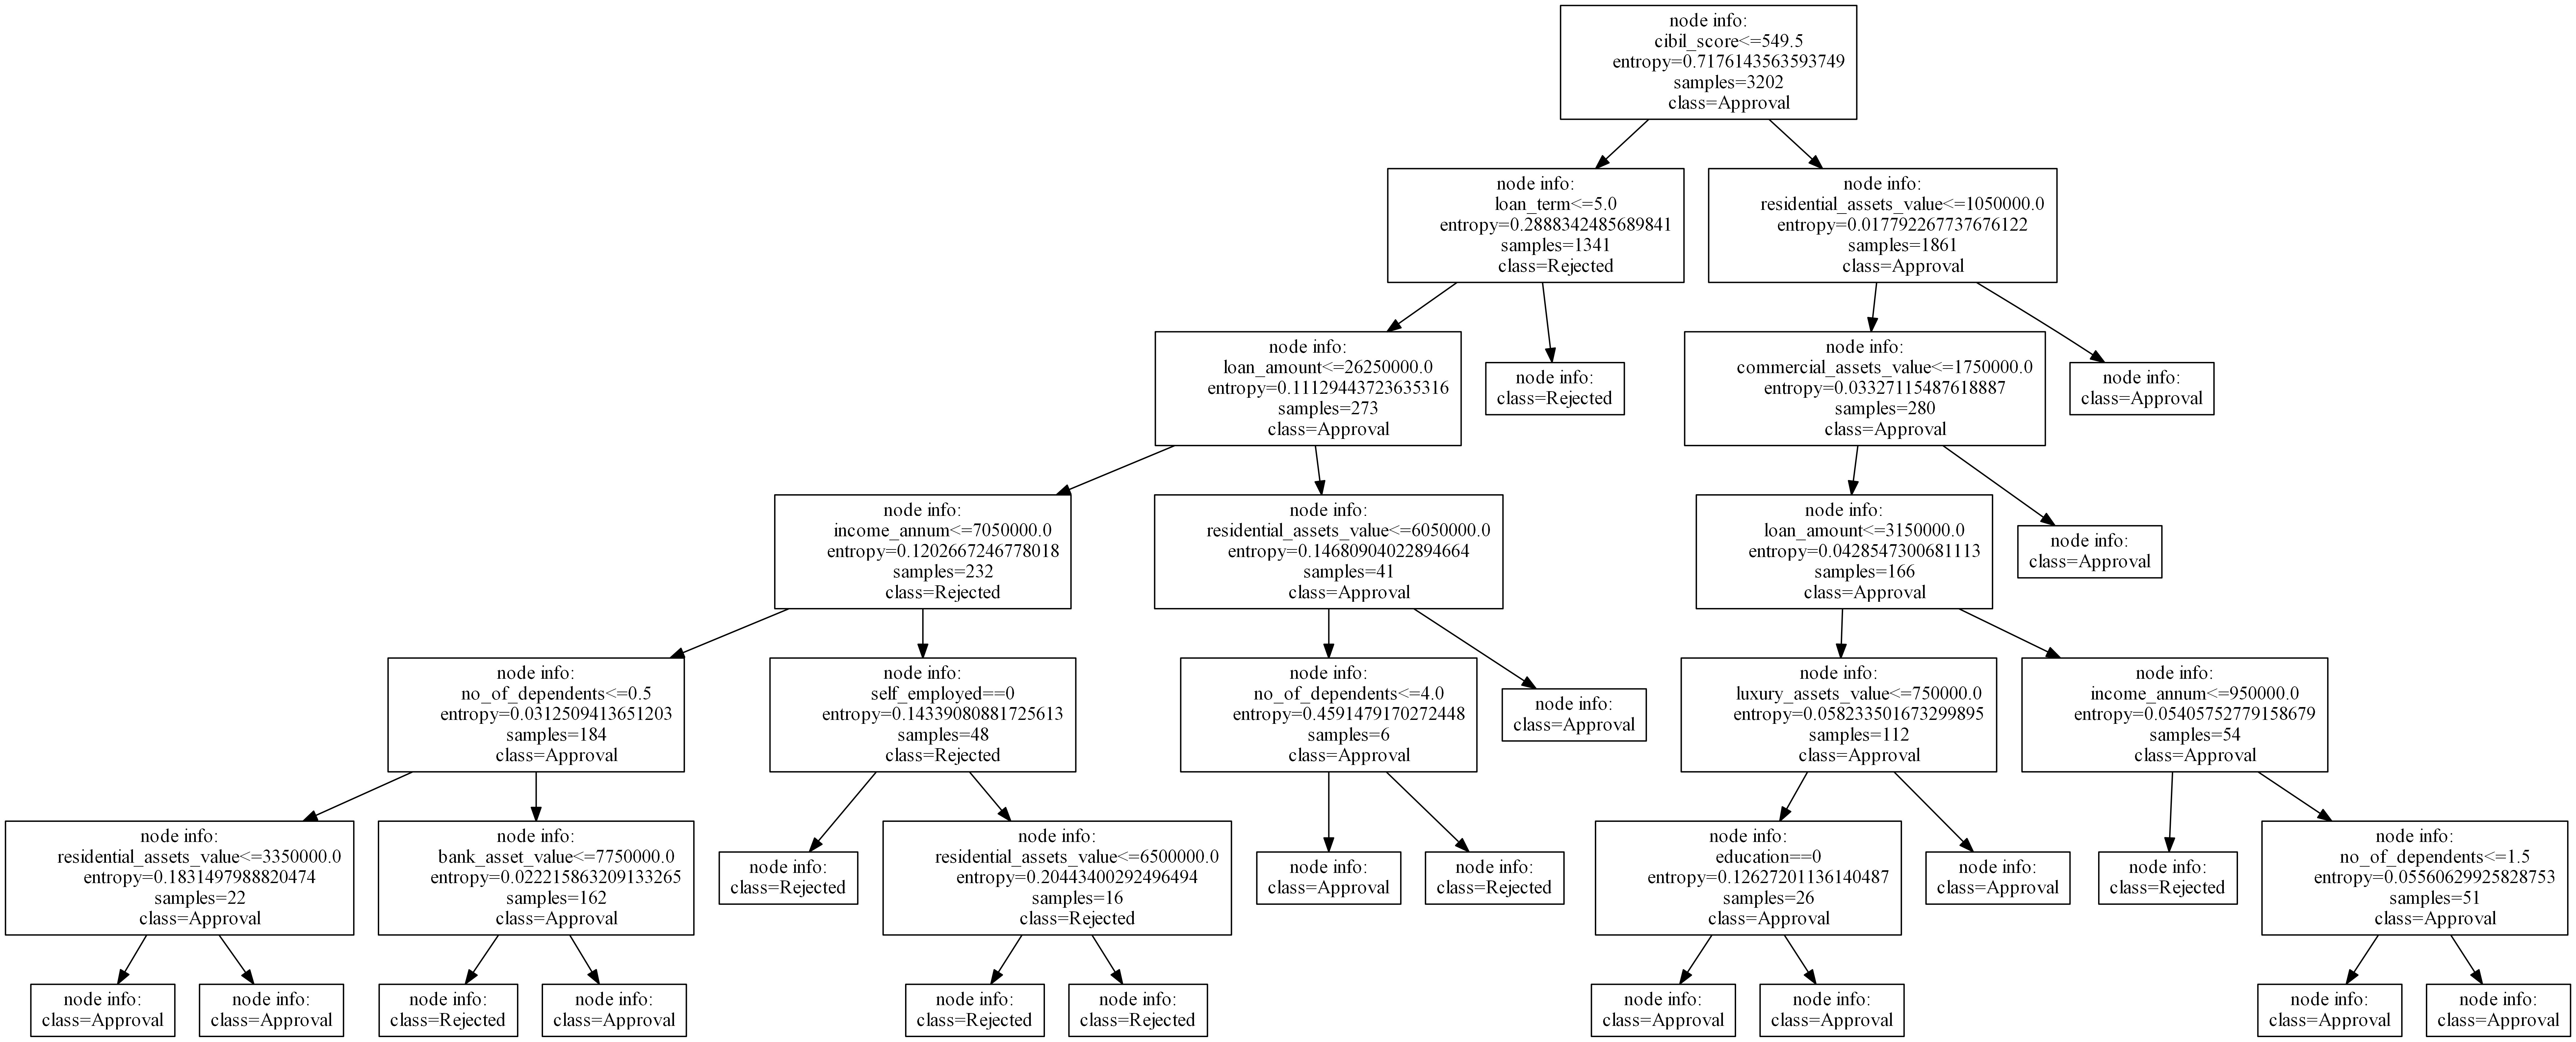 node info:
cibil_score<=549.5
entropy=0.7176143563593749
samples=3202
class=Approval
node info:
loan_term<=5.0
entropy=0.2888342485689841
samples=1341
class=Rejected
node info:
residential_assets_value<=1050000.0
entropy=0.017792267737676122
samples=1861
class=Approval
node info:
loan_amount<=26250000.0
entropy=0.11129443723635316
samples=273
class=Approval
node info:
class=Rejected
node info:
commercial_assets_value<=1750000.0
entropy=0.03327115487618887
samples=280
class=Approval
node info:
class=Approval
node info:
income_annum<=7050000.0
entropy=0.1202667246778018
samples=232
class=Rejected
node info:
residential_assets_value<=6050000.0
entropy=0.14680904022894664
samples=41
class=Approval
node info:
loan_amount<=3150000.0
entropy=0.0428547300681113
samples=166
class=Approval
node info:
class=Approval
node info:
no_of_dependents<=0.5
entropy=0.0312509413651203
samples=184
class=Approval
node info:
self_employed==0
entropy=0.14339080881725613
samples=48
class=Rejected
node info:
no_of_dependents<=4.0
entropy=0.4591479170272448
samples=6
class=Approval
node info:
class=Approval
node info:
luxury_assets_value<=750000.0
entropy=0.058233501673299895
samples=112
class=Approval
node info:
income_annum<=950000.0
entropy=0.05405752779158679
samples=54
class=Approval
node info:
residential_assets_value<=3350000.0
entropy=0.1831497988820474
samples=22
class=Approval
node info:
bank_asset_value<=7750000.0
entropy=0.022215863209133265
samples=162
class=Approval
node info:
class=Rejected
node info:
residential_assets_value<=6500000.0
entropy=0.20443400292496494
samples=16
class=Rejected
node info:
class=Approval
node info:
class=Rejected
node info:
education==0
entropy=0.12627201136140487
samples=26
class=Approval
node info:
class=Approval
node info:
class=Rejected
node info:
no_of_dependents<=1.5
entropy=0.05560629925828753
samples=51
class=Approval
node info:
class=Approval
node info:
class=Approval
node info:
class=Rejected
node info:
class=Approval
node info:
class=Rejected
node info:
class=Rejected
node info:
class=Approval
node info:
class=Approval
node info:
class=Approval
node info:
class=Approval